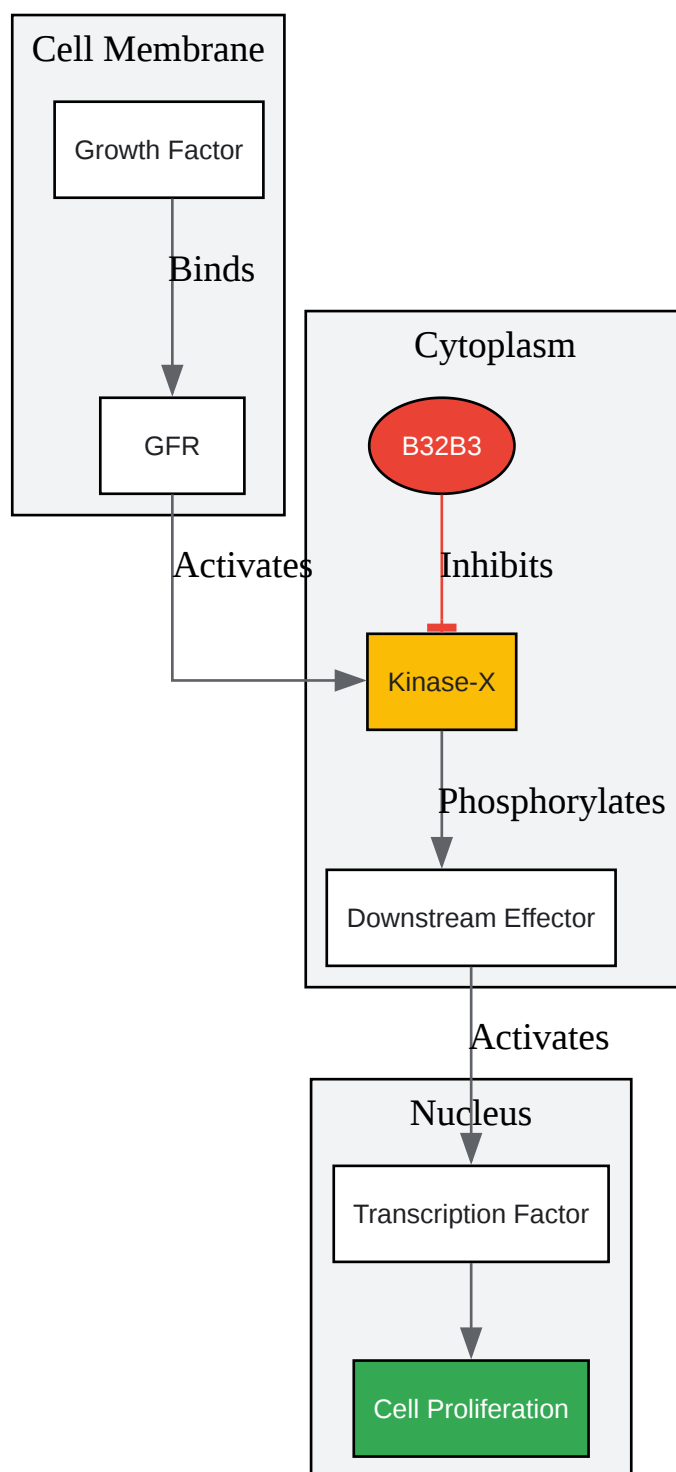 Cell Membrane
Growth Factor
Binds
GFR
Activates
Cytoplasm
B32B3
Inhibits
Kinase-X
Phosphorylates
Downstream Effector
Activates
Nucleus
Transcription Factor
Cell Proliferation